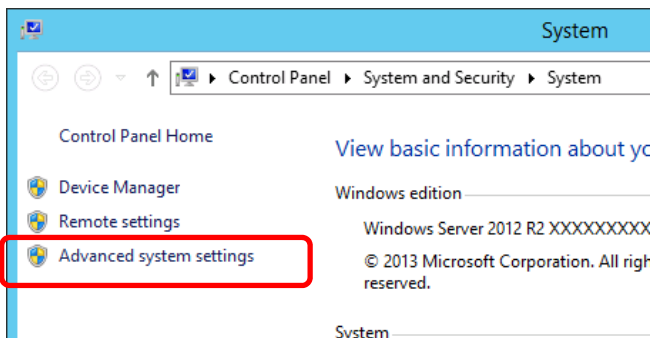 System
Control Panel ▸ System and Security ▸ System
Control Panel Home
Device Manager
Remote settings
Advanced system settings
View basic information about yo
Windows edition
Windows Server 2012 R2 XXXXXXXXX
© 2013 Microsoft Corporation. All righ
reserved.
System